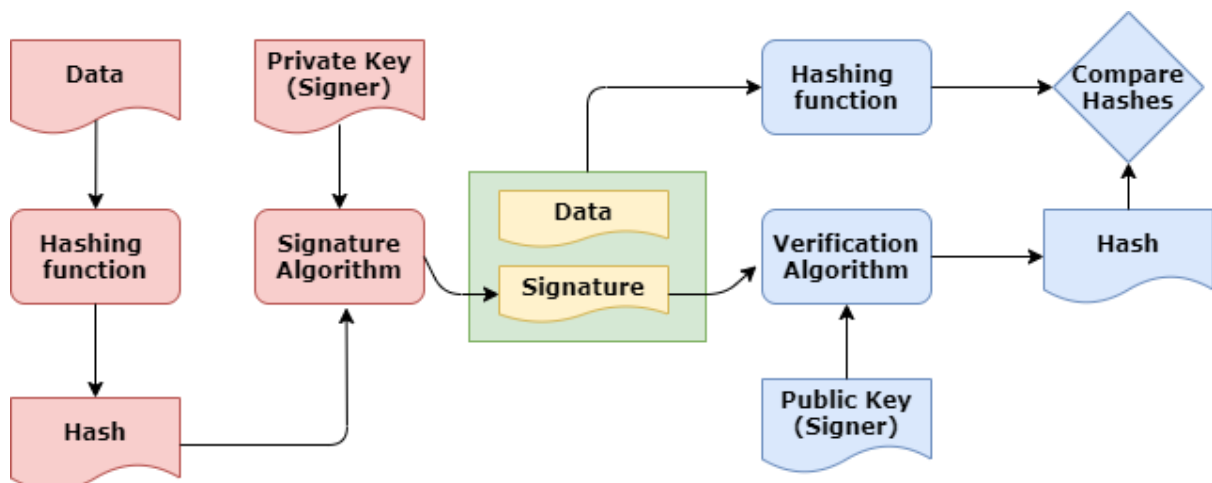 Data
Private Key
(Signer)
Hashing
function
Compare
Hashes
Data
Hashing
function
Signature
Algorithm
Signature
Verification
Algorithm
Hash
Hash
Public Key
(Signer)